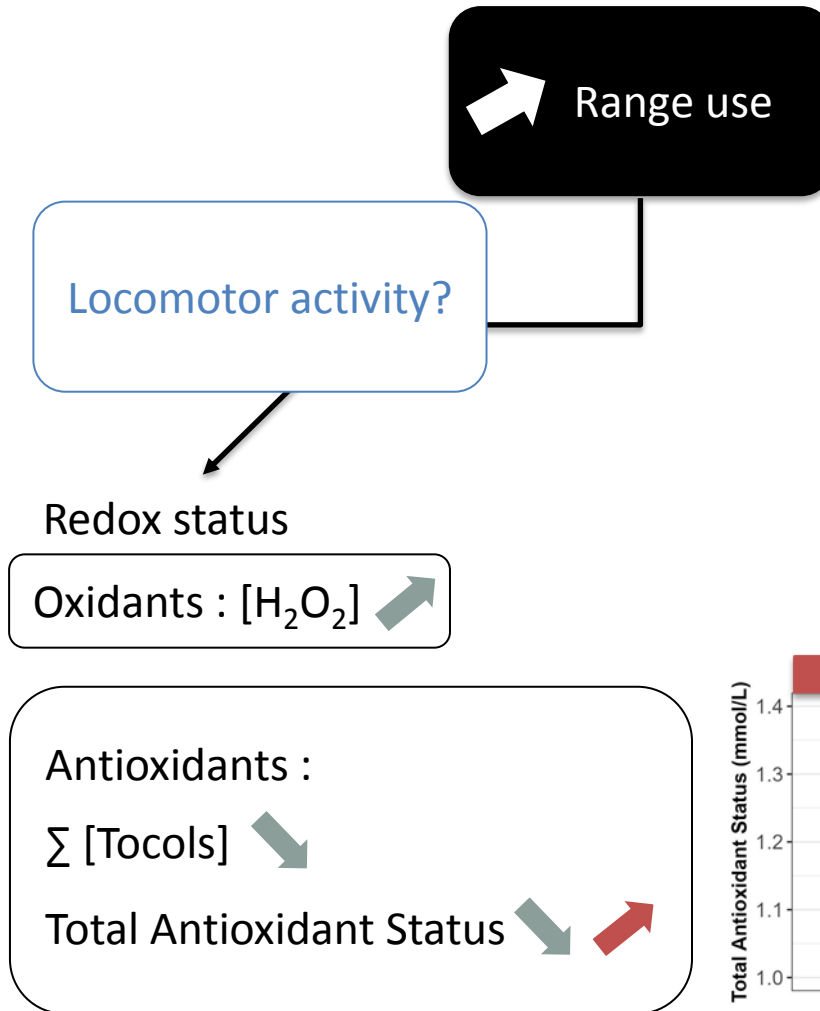 Range use
Locomotor activity?
Redox status
Oxidants : [H₂O₂]
Antioxidants :
∑ [Tocols]
Total Antioxidant Status
Total Antioxidant Status (mmol/L)
1.4
1.3
1.2
1.1
1.0